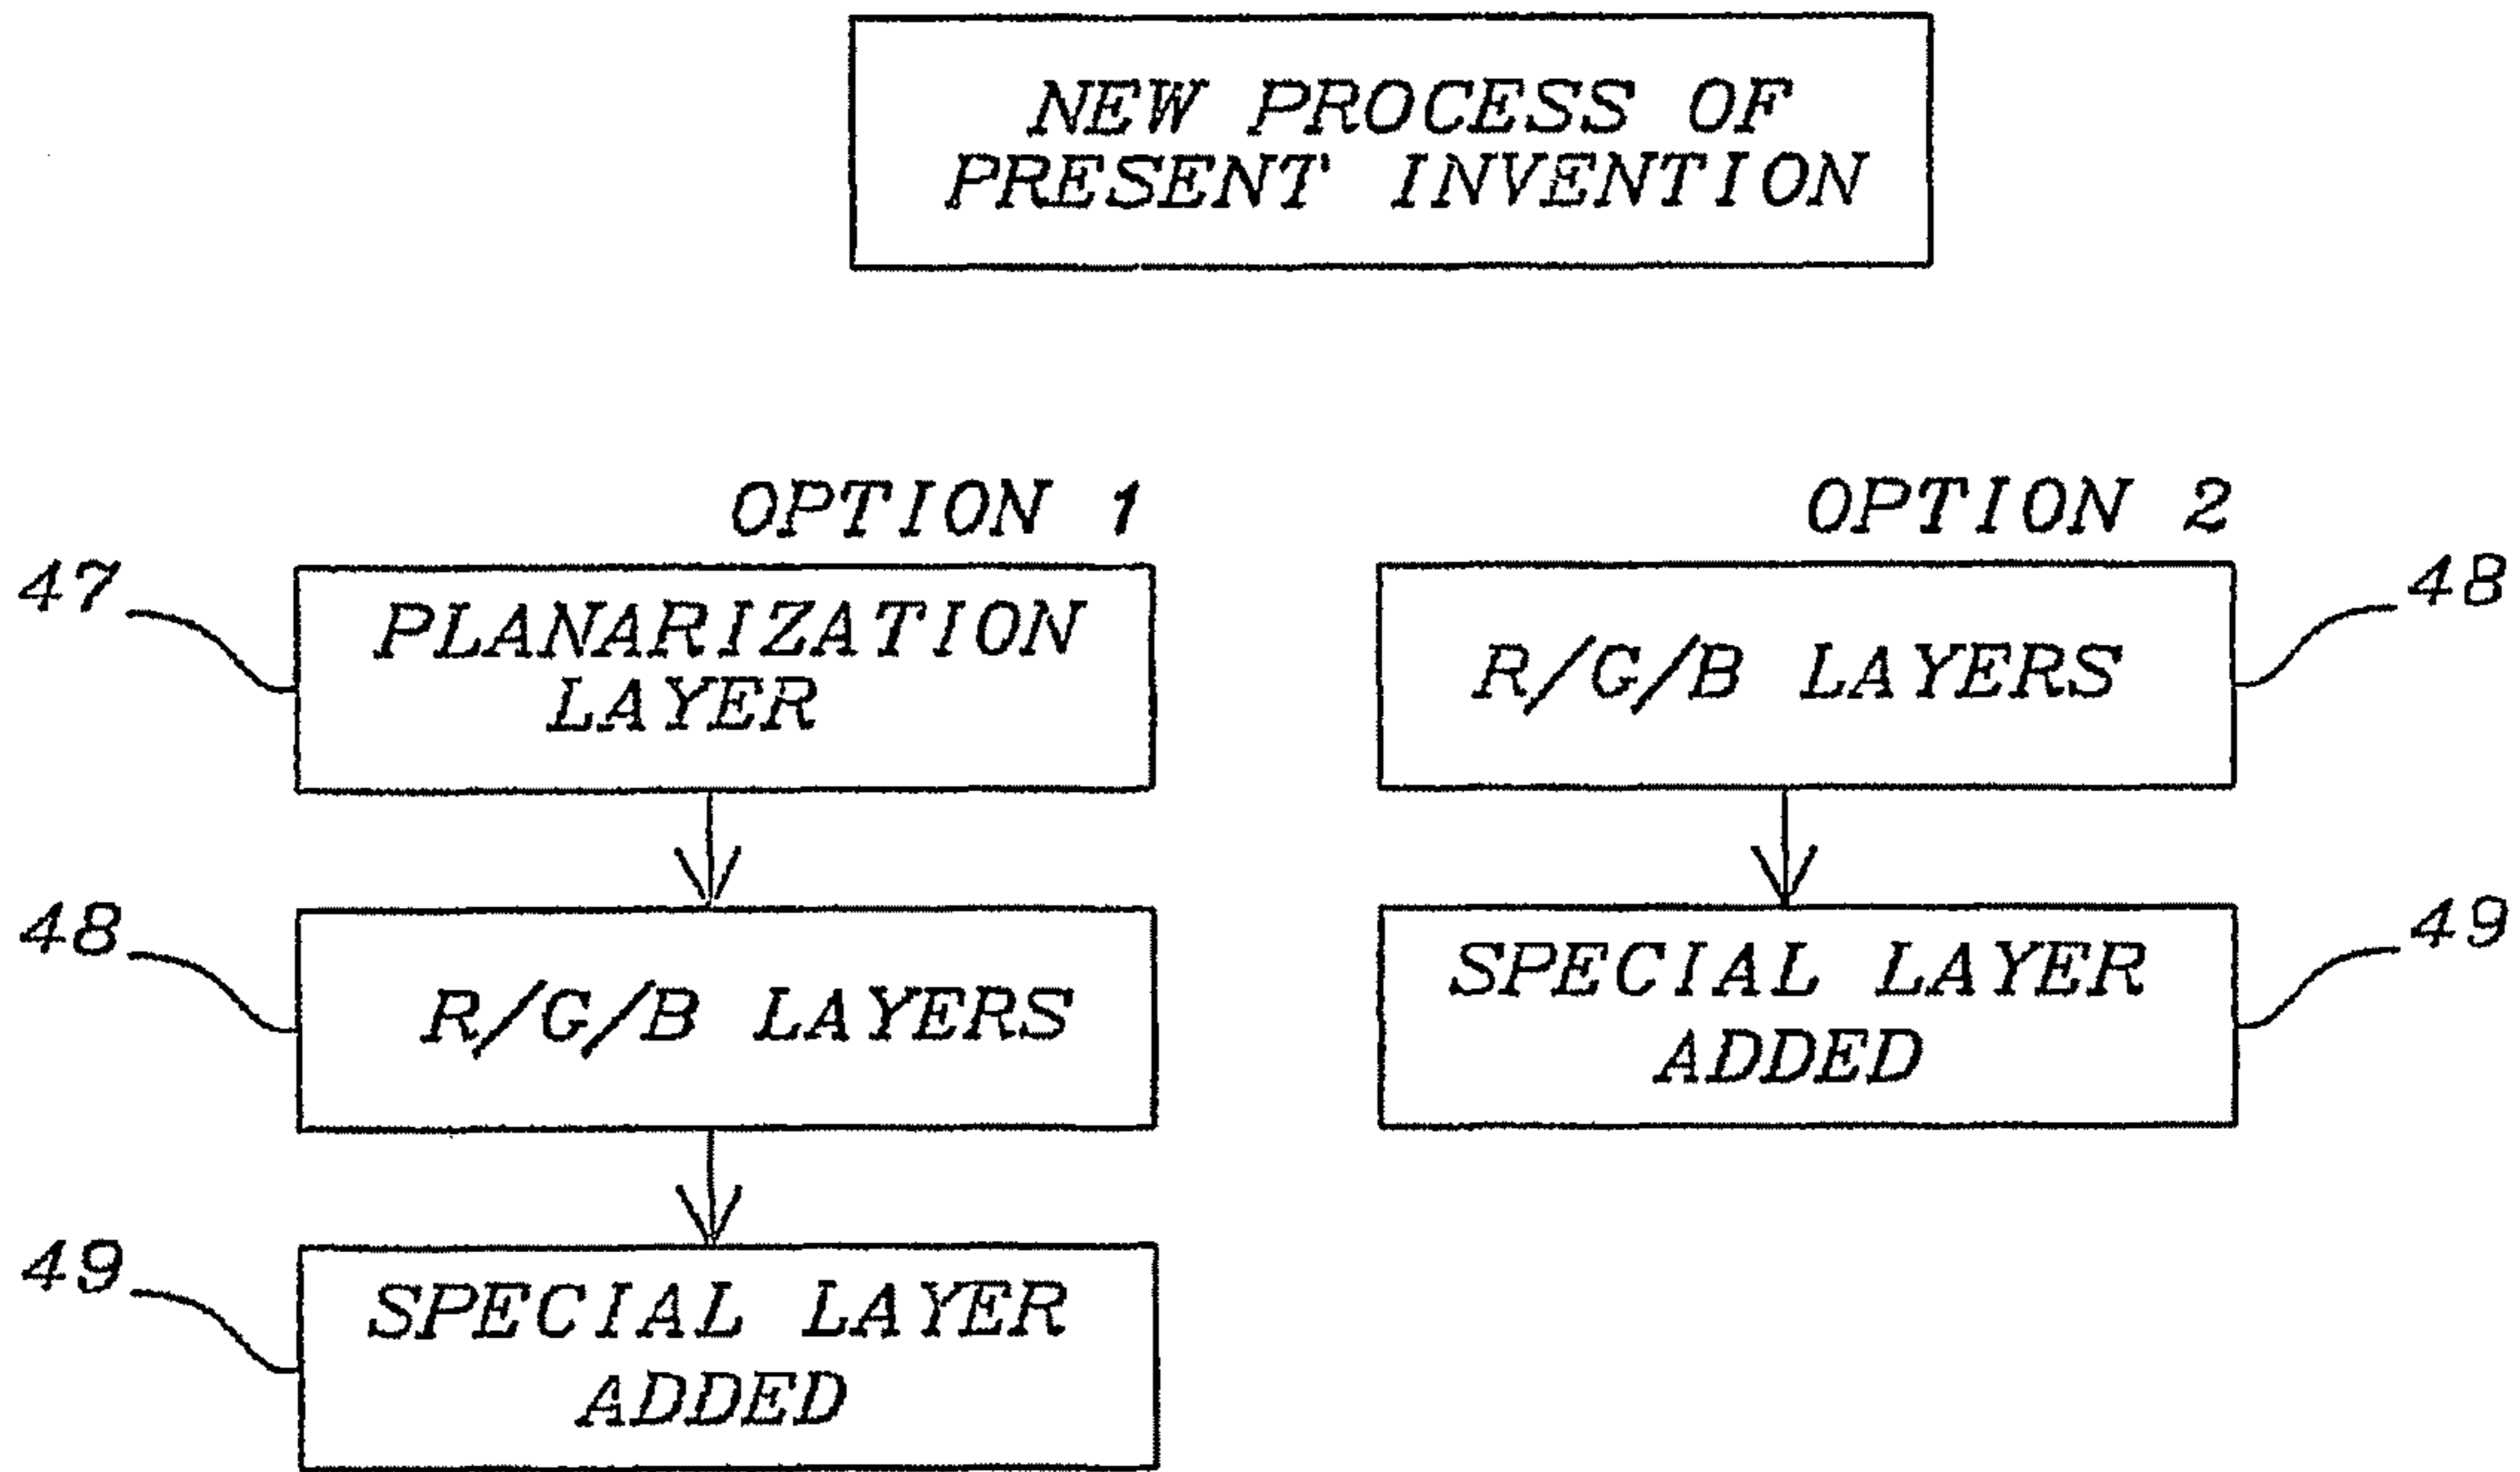 NEW PROCESS OF
PRESENT INVENTION
OPTION 1
47
PLANARIZATION
LAYER
48
R/G/B LAYERS
49
SPECIAL LAYER
ADDED
OPTION 2
48
R/G/B LAYERS
49
SPECIAL LAYER
ADDED